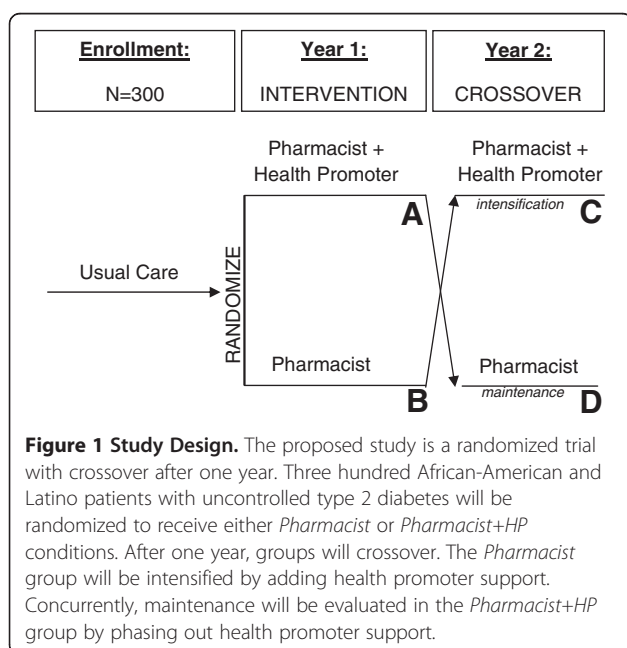 Enrollment:
N=300
Year 1:
INTERVENTION
Year 2:
CROSSOVER
Pharmacist +
Health Promoter
A
Pharmacist +
Health Promoter
intensification
C
Usual Care
RANDOMIZE
Pharmacist
B
Pharmacist
maintenance
D
Figure 1 Study Design. The proposed study is a randomized trial
with crossover after one year. Three hundred African-American and
Latino patients with uncontrolled type 2 diabetes will be
randomized to receive either Pharmacist or Pharmacist+HP
conditions. After one year, groups will crossover. The Pharmacist
group will be intensified by adding health promoter support.
Concurrently, maintenance will be evaluated in the Pharmacist+HP
group by phasing out health promoter support.